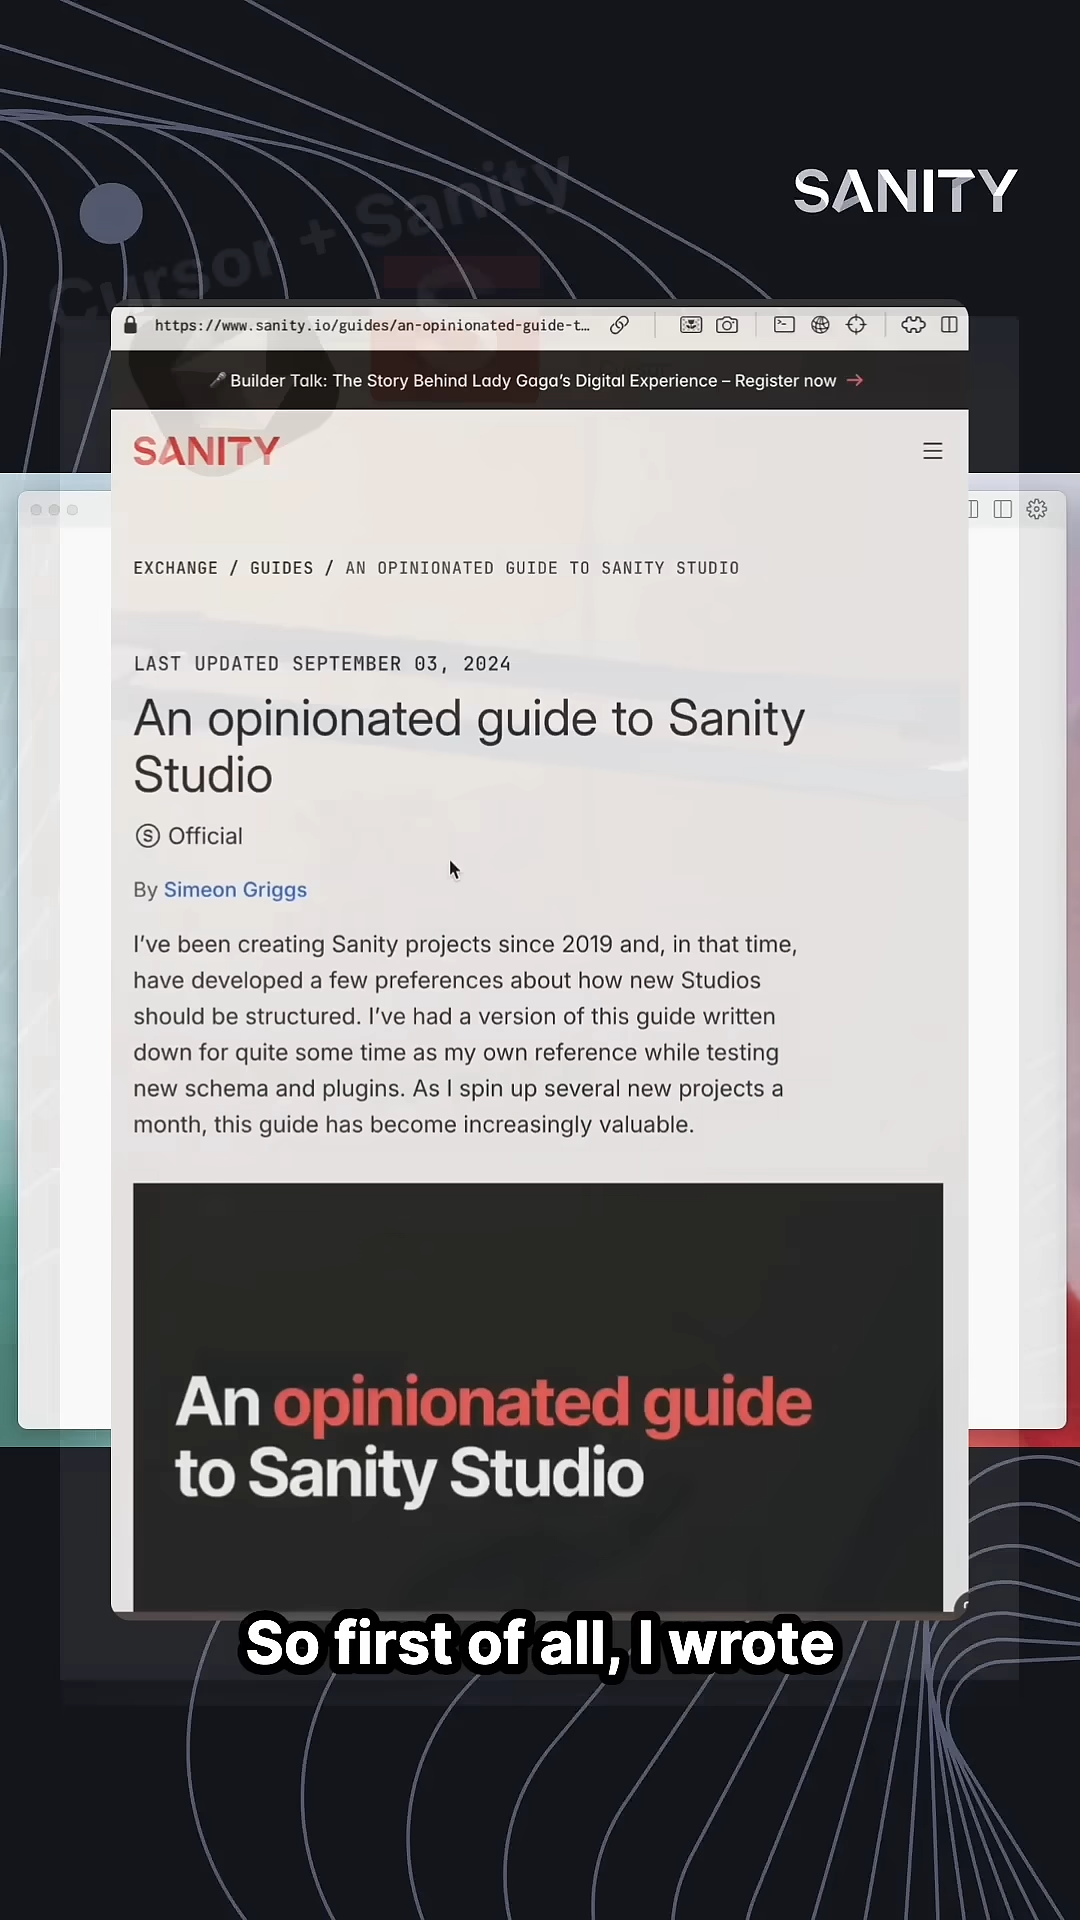 SANITY
Cursor + Sanity
https://www.sanity.io/guides/an-opinionated-guide-t…
Builder Talk: The Story Behind Lady Gaga’s Digital Experience – Register now →
SANITY
EXCHANGE / GUIDES / AN OPINIONATED GUIDE TO SANITY STUDIO
LAST UPDATED SEPTEMBER 03, 2024
An opinionated guide to Sanity
Studio
Official
By Simeon Griggs
I’ve been creating Sanity projects since 2019 and, in that time,
have developed a few preferences about how new Studios
should be structured. I’ve had a version of this guide written
down for quite some time as my own reference while testing
new schema and plugins. As I spin up several new projects a
month, this guide has become increasingly valuable.
An opinionated guide
to Sanity Studio
So first of all, I wrote